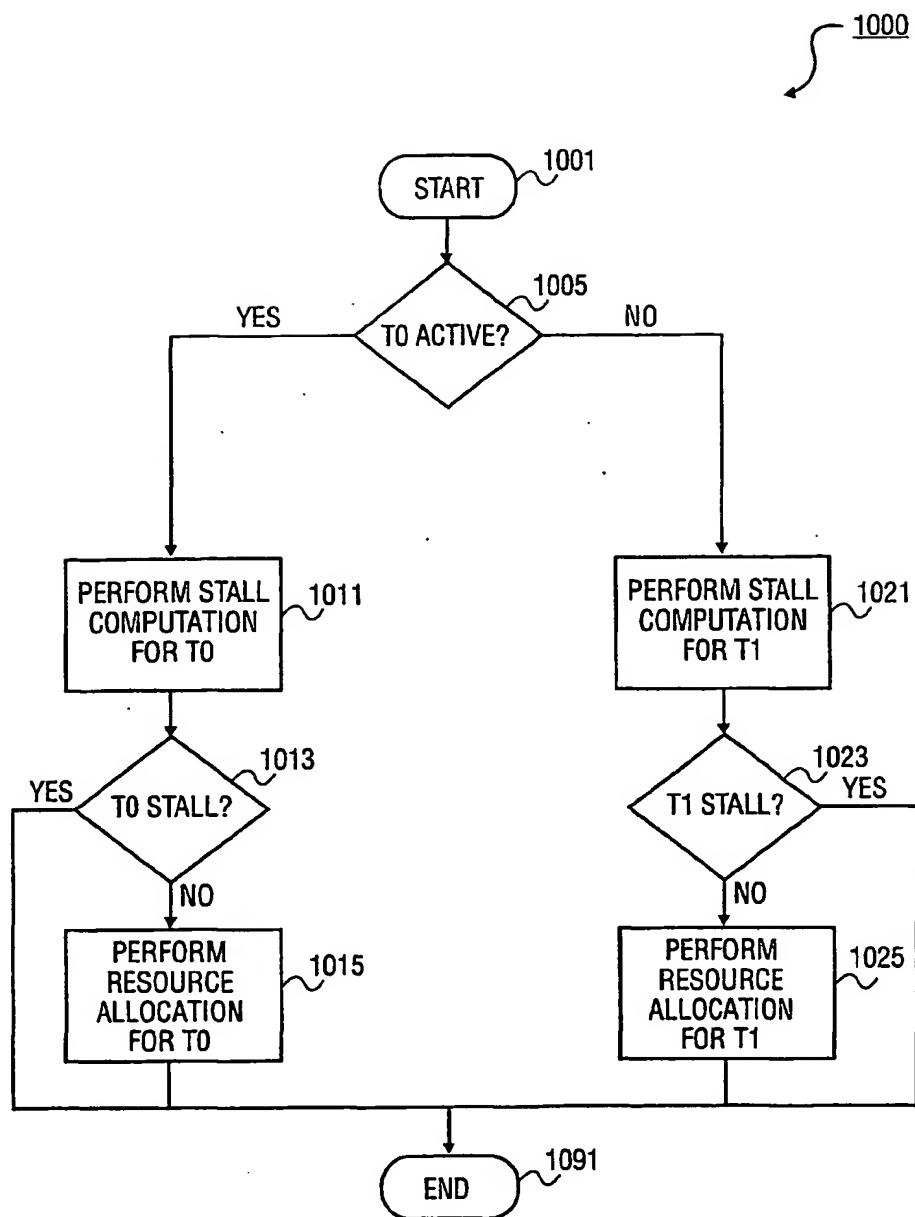 1000
START
1001
T0 ACTIVE?
1005
YES
NO
PERFORM STALL
COMPUTATION
FOR T0
1011
PERFORM STALL
COMPUTATION
FOR T1
1021
T0 STALL?
1013
YES
NO
T1 STALL?
1023
YES
NO
PERFORM
RESOURCE
ALLOCATION
FOR T0
1015
PERFORM
RESOURCE
ALLOCATION
FOR T1
1025
END
1091